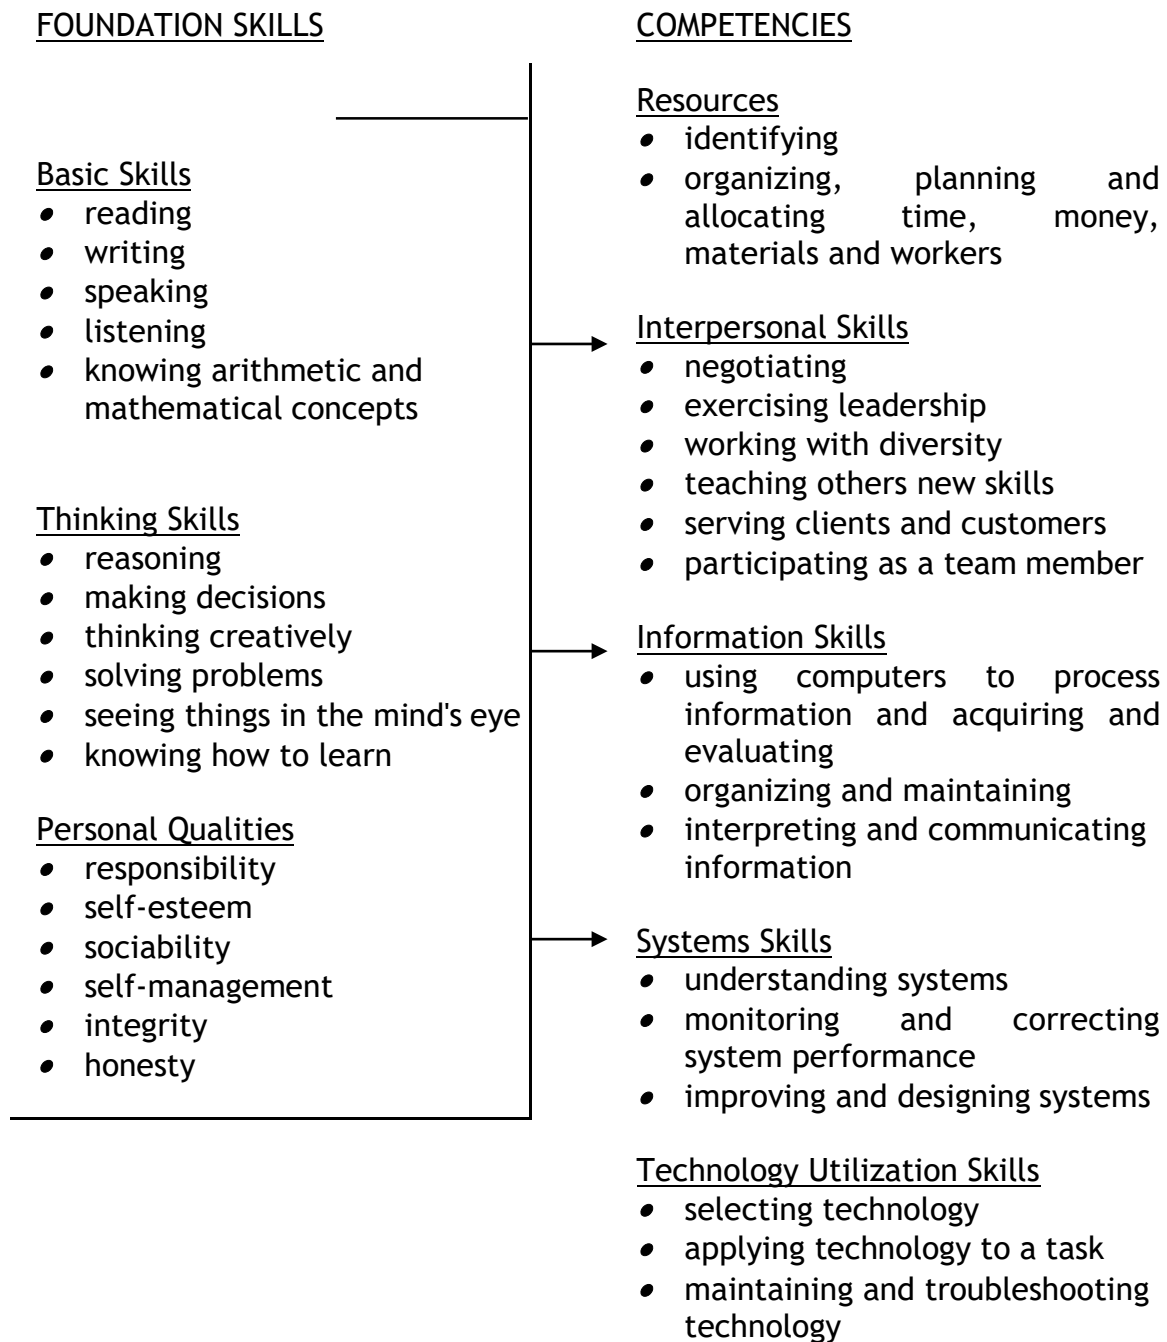 FOUNDATION SKILLS
Basic Skills
• reading
• writing
• speaking
• listening
• knowing arithmetic and
mathematical concepts
Thinking Skills
• reasoning
• making decisions
• thinking creatively
• solving problems
• seeing things in the mind's eye
• knowing how to learn
Personal Qualities
• responsibility
• self-esteem
• sociability
• self-management
• integrity
• honesty
COMPETENCIES
Resources
• identifying
• organizing, planning and
allocating time, money,
materials and workers
Interpersonal Skills
• negotiating
• exercising leadership
• working with diversity
• teaching others new skills
• serving clients and customers
• participating as a team member
Information Skills
• using computers to process
information and acquiring and
evaluating
• organizing and maintaining
• interpreting and communicating
information
Systems Skills
• understanding systems
• monitoring and correcting
system performance
• improving and designing systems
Technology Utilization Skills
• selecting technology
• applying technology to a task
• maintaining and troubleshooting
technology